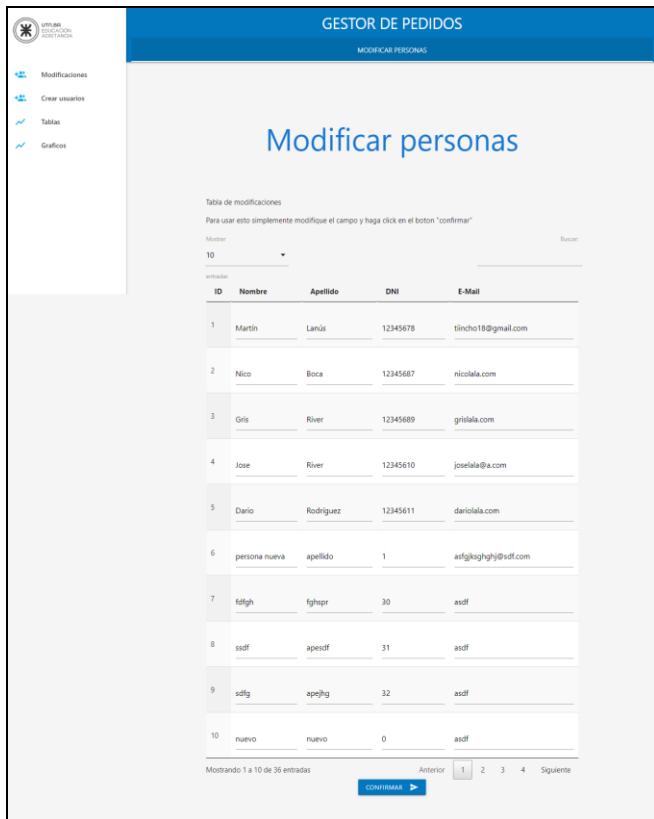 UTN.BA
EDUCACIÓN
A DISTANCIA
GESTOR DE PEDIDOS
MODIFICAR PERSONAS
Modificaciones
Crear usuarios
Tablas
Graficos
Modificar personas
Tabla de modificaciones
Para usar esto simplemente modifique el campo y haga click en el boton "confirmar"
Mostrar Buscar:
10
entradas
ID Nombre Apellido DNI E-Mail
1 Martín Lanús 12345678 tiincho18@gmail.com
2 Nico Boca 12345687 nicolala.com
3 Gris River 12345689 grislala.com
4 Jose River 12345610 joselala@a.com
5 Dario Rodríguez 12345611 dariolala.com
6 persona nueva apellido 1 asfgjksghghj@sdf.com
7 fdfgh fghspr 30 asdf
8 ssdf apesdf 31 asdf
9 sdfg apejhg 32 asdf
10 nuevo nuevo 0 asdf
Mostrando 1 a 10 de 36 entradas Anterior 1 2 3 4 Siguiente
CONFIRMAR